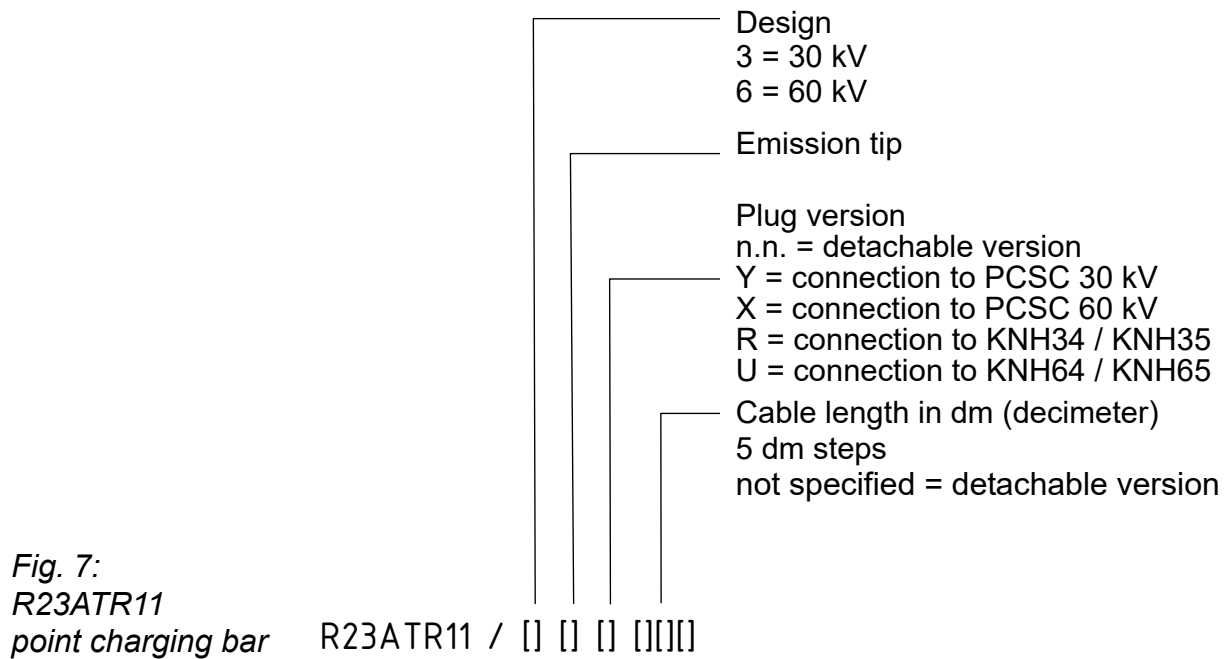 Design
3 = 30 kV
6 = 60 kV
Emission tip
Plug version
n.n. = detachable version
Y = connection to PCSC 30 kV
X = connection to PCSC 60 kV
R = connection to KNH34 / KNH35
U = connection to KNH64 / KNH65
Cable length in dm (decimeter)
5 dm steps
not specified = detachable version
Fig. 7:
R23ATR11
point charging bar
R23ATR11 / [] [] [] [][][]